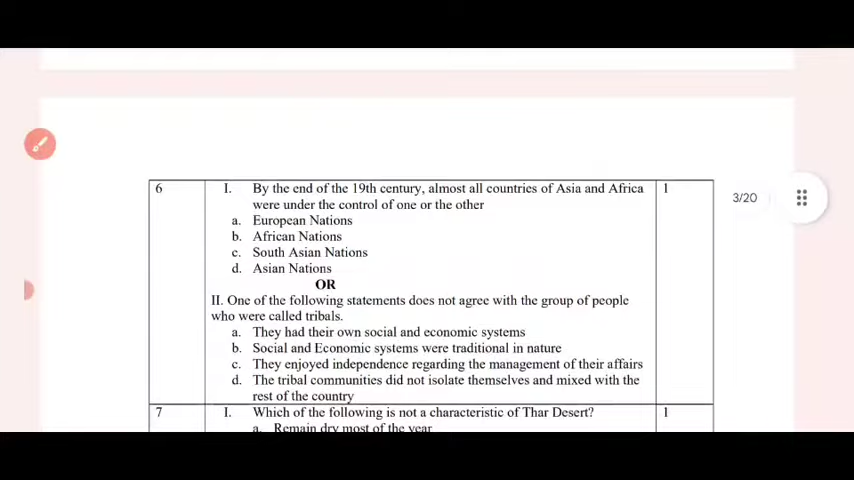 6 I. By the end of the 19th century, almost all countries of Asia and Africa 1
were under the control of one or the other
a. European Nations
b. African Nations
c. South Asian Nations
d. Asian Nations
OR
II. One of the following statements does not agree with the group of people
who were called tribals.
a. They had their own social and economic systems
b. Social and Economic systems were traditional in nature
c. They enjoyed independence regarding the management of their affairs
d. The tribal communities did not isolate themselves and mixed with the
rest of the country
7 I. Which of the following is not a characteristic of Thar Desert? 1
a. Remain dry most of the year
3/20